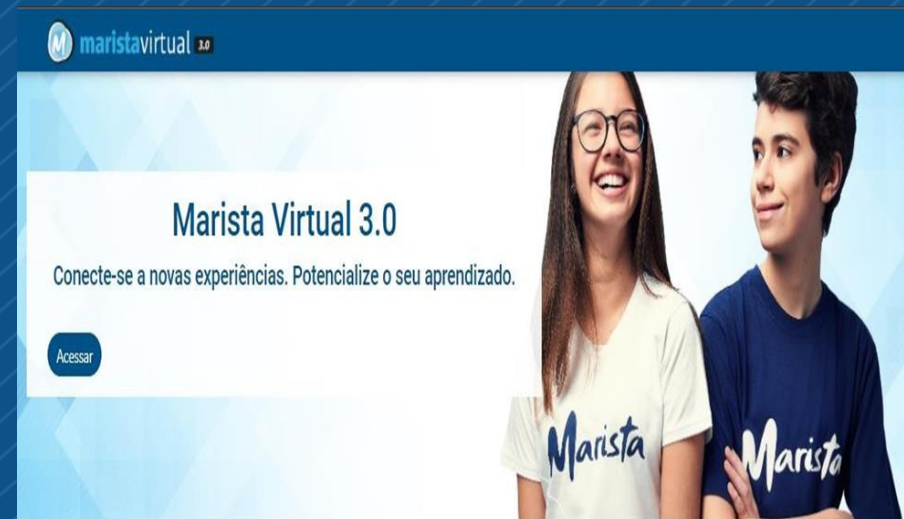 M maristavirtual 3.0
Marista Virtual 3.0
Conecte-se a novas experiências. Potencialize o seu aprendizado.
Acessar
Marista
Marista